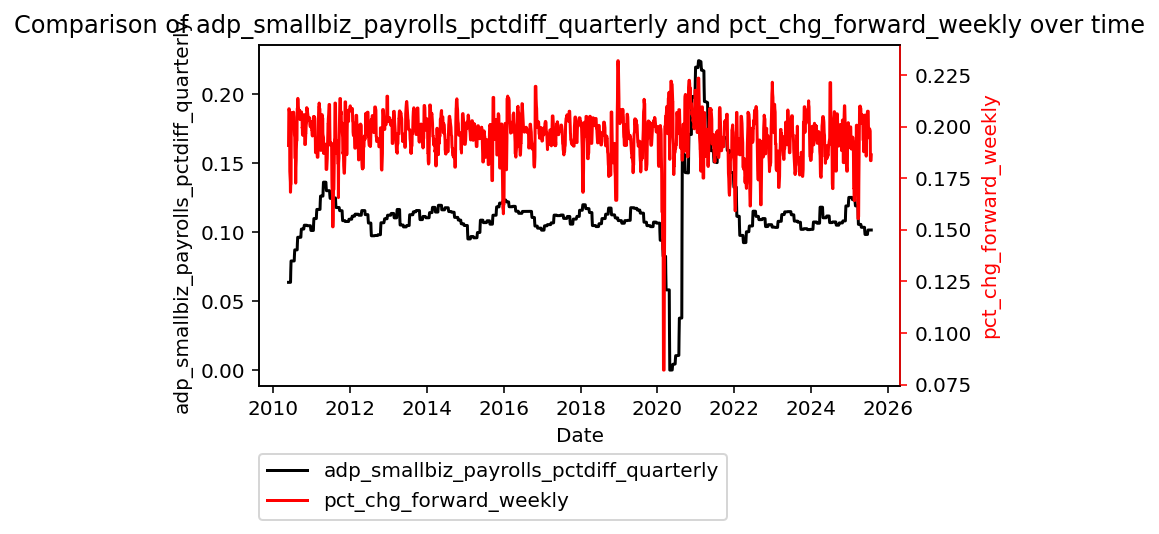 Comparison of adp_smallbiz_payrolls_pctdiff_quarterly and pct_chg_forward_weekly over time
adp_smallbiz_payrolls_pctdiff_quarterly
0.20
0.15
0.10
0.05
0.00
0.225
0.200
0.175
0.150
0.125
0.100
0.075
pct_chg_forward_weekly
2010 2012 2014 2016 2018 2020 2022 2024 2026
Date
adp_smallbiz_payrolls_pctdiff_quarterly
pct_chg_forward_weekly